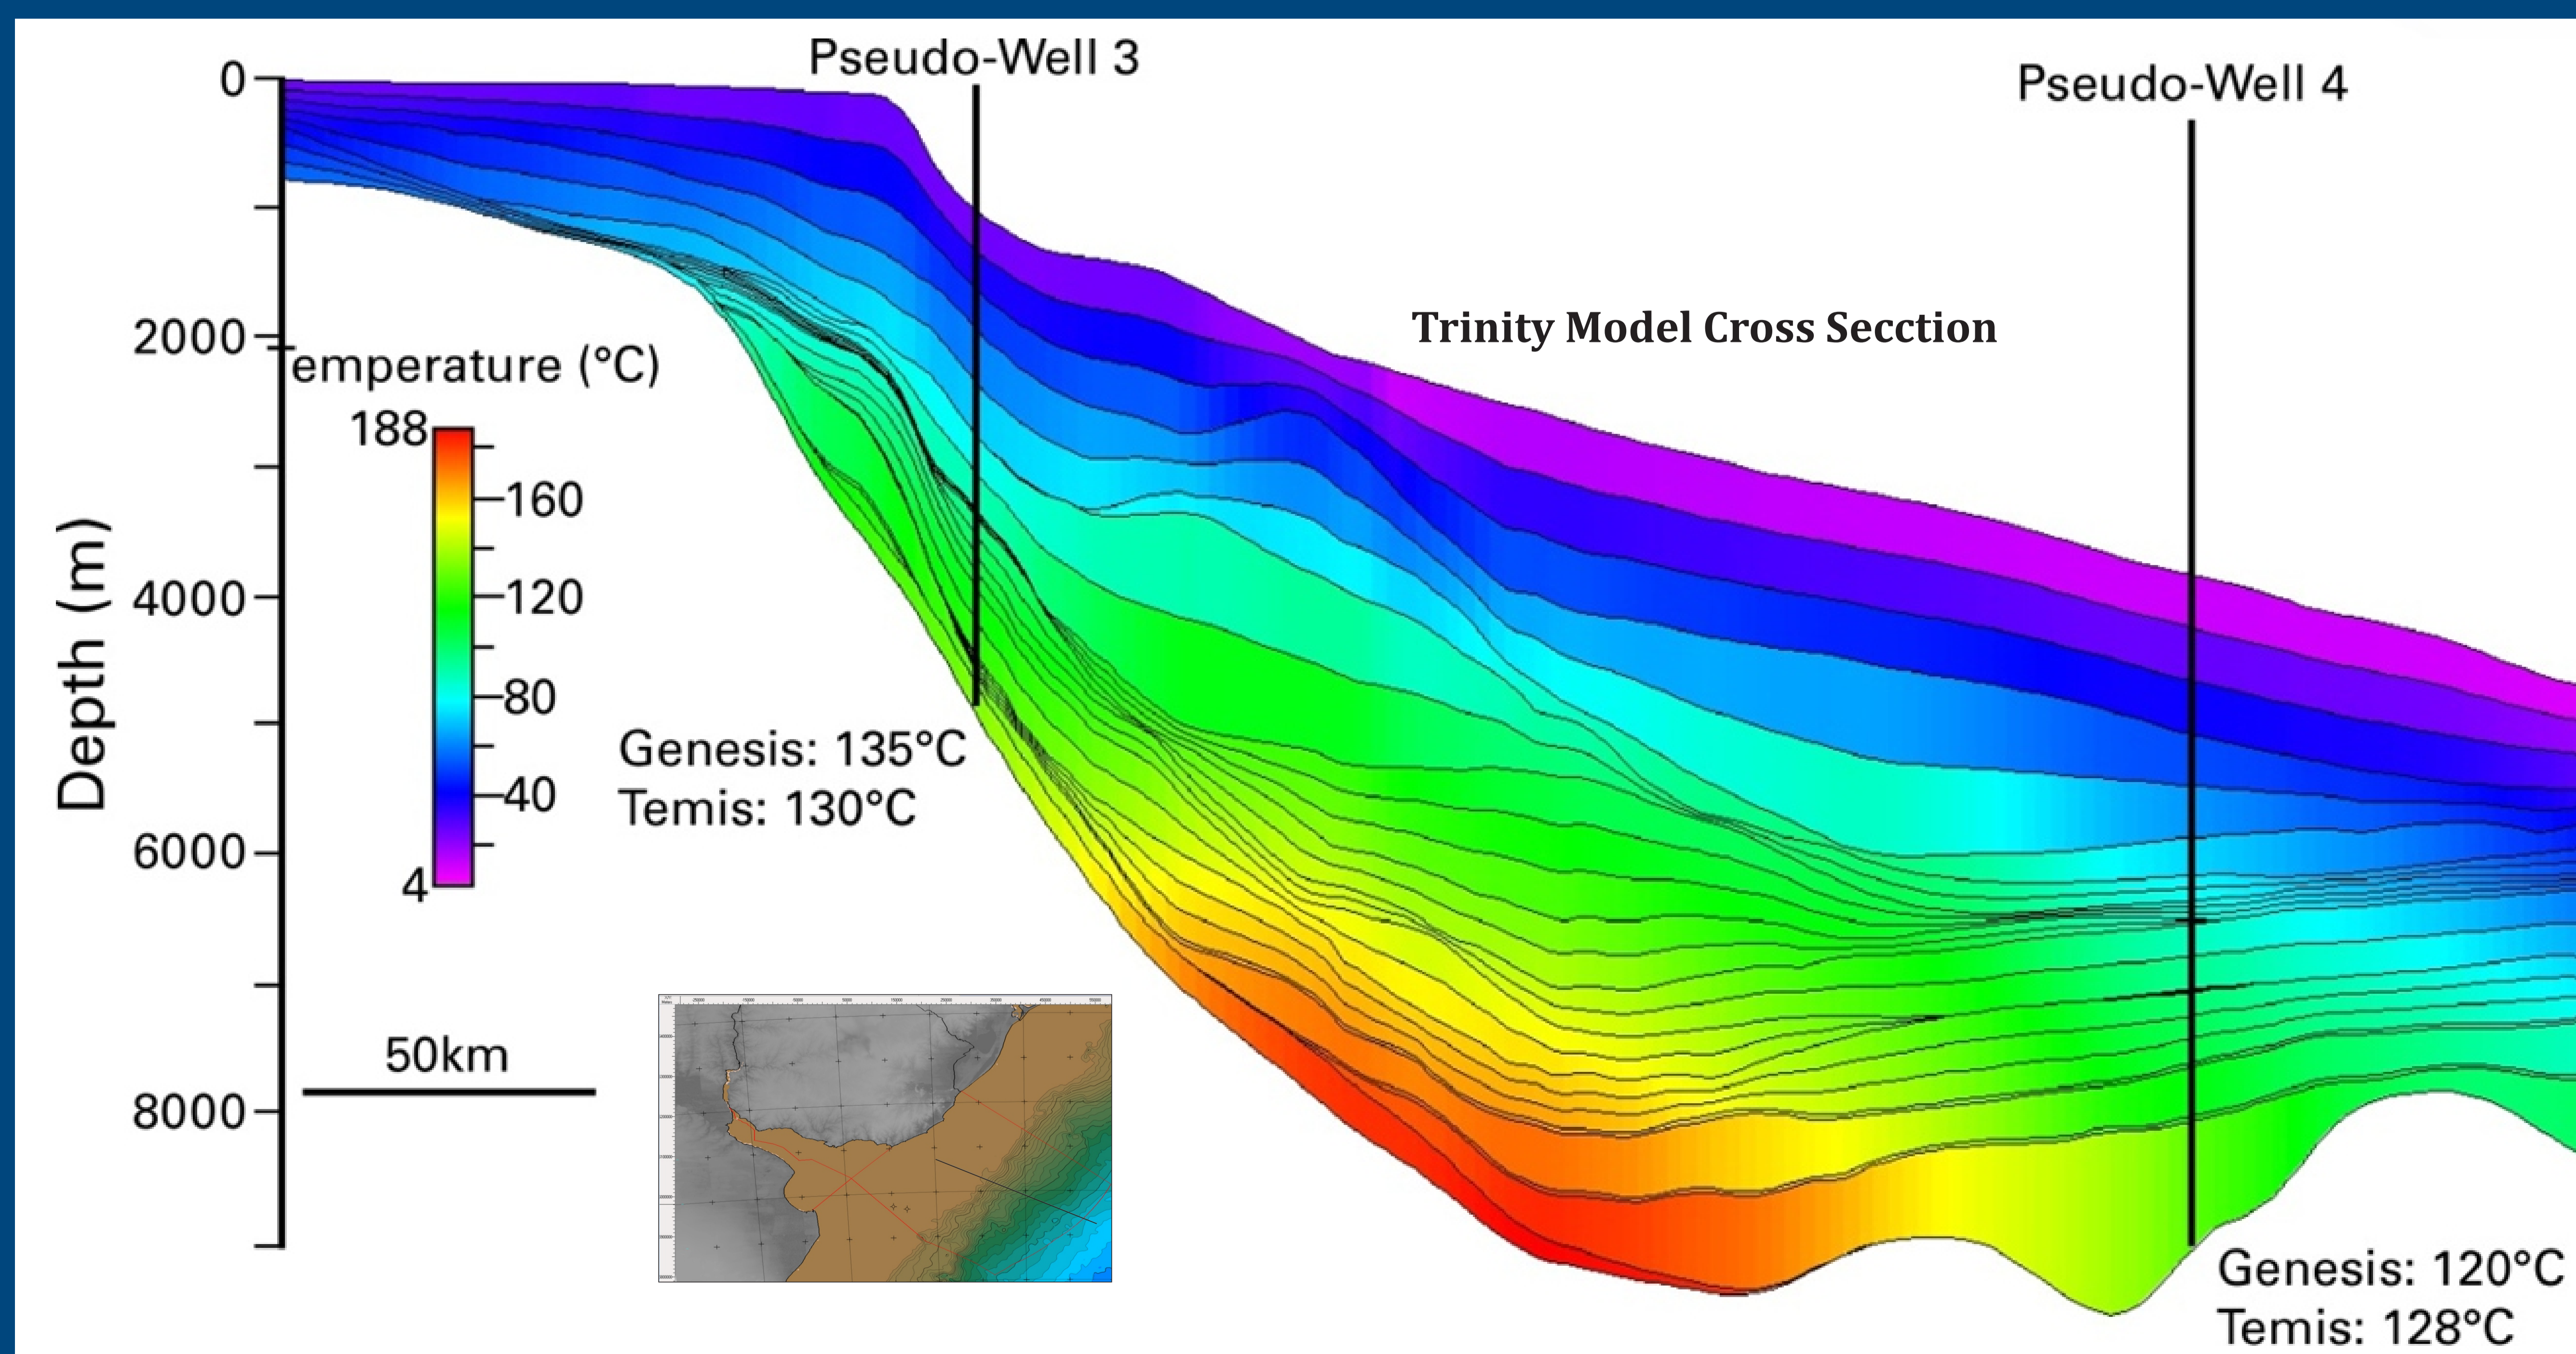 Pseudo-Well 3
Pseudo-Well 4
Trinity Model Cross Secction
Depth (m)
0
2000
4000
6000
8000
emperature (°C)
188
160
120
80
40
4
Genesis: 135°C
Temis: 130°C
50km
Genesis: 120°C
Temis: 128°C